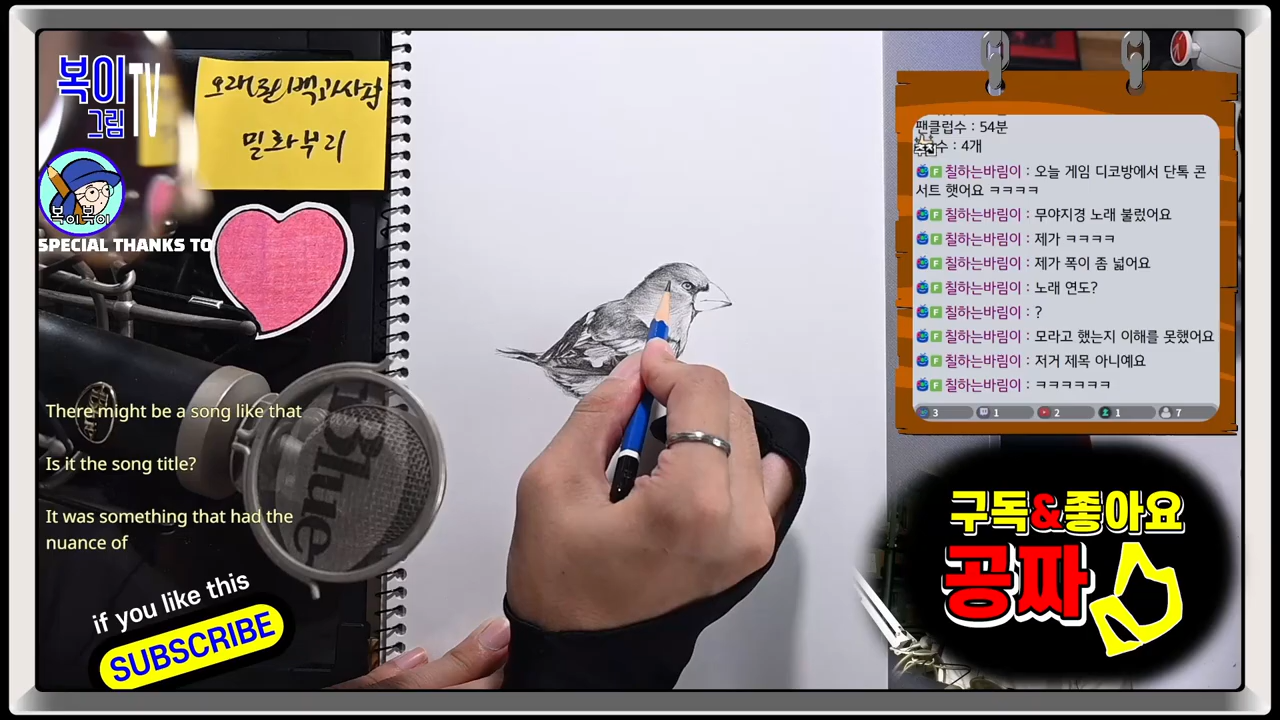 복이TV
그림
오래된 백과사전
밀화부리
복이복이
SPECIAL THANKS TO
There might be a song like that
Is it the song title?
It was something that had the
nuance of
Blue
if you like this
SUBSCRIBE
팬클럽수 : 54분
수 : 4개
칠하는바림이 : 오늘 게임 디코방에서 단톡 콘
서트 햇어요 ㅋㅋㅋㅋ
칠하는바림이 : 무야지경 노래 불렀어요
칠하는바림이 : 제가 ㅋㅋㅋㅋ
칠하는바림이 : 제가 폭이 좀 넓어요
칠하는바림이 : 노래 연도?
칠하는바림이 : ?
칠하는바림이 : 모라고 했는지 이해를 못했어요
칠하는바림이 : 저거 제목 아니예요
칠하는바림이 : ㅋㅋㅋㅋㅋㅋ
3 1 2 1 7
구독&좋아요
공짜